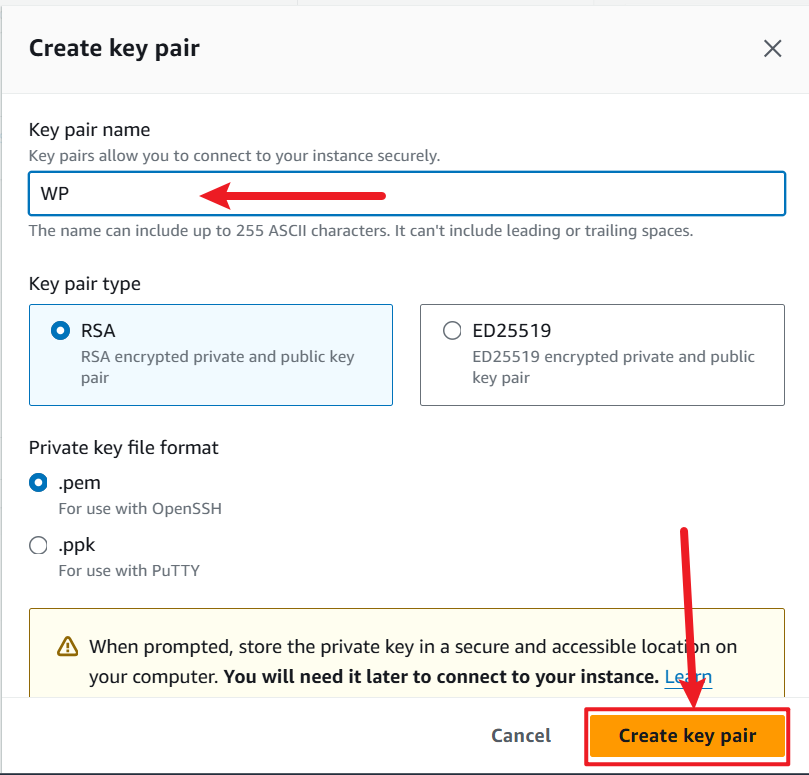 Create key pair
Key pair name
Key pairs allow you to connect to your instance securely.
WP
The name can include up to 255 ASCII characters. It can't include leading or trailing spaces.
Key pair type
RSA
RSA encrypted private and public key
pair
ED25519
ED25519 encrypted private and public
key pair
Private key file format
.pem
For use with OpenSSH
.ppk
For use with PuTTY
When prompted, store the private key in a secure and accessible location on
your computer. You will need it later to connect to your instance. Learn
Cancel
Create key pair